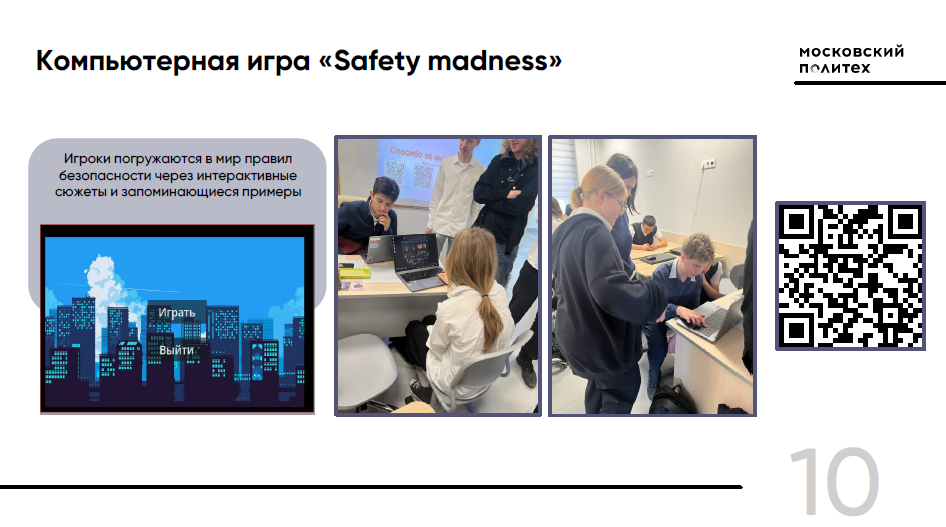 Компьютерная игра «Safety madness»
московский
политех
Игроки погружаются в мир правил
безопасности через интерактивные
сюжеты и запоминающиеся примеры
Спасибо за
Играть
Выйти
10